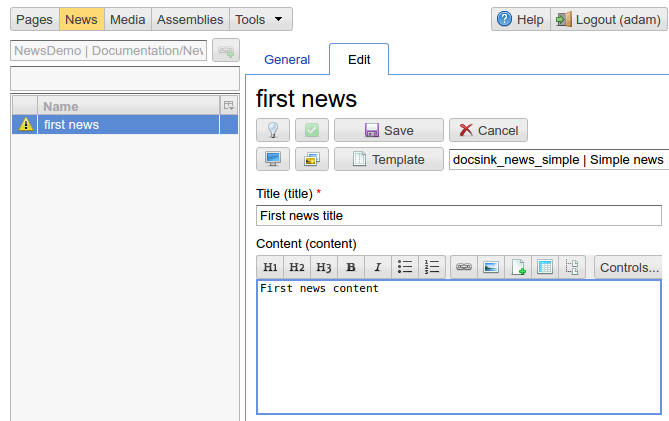 Pages News Media Assemblies Tools Help Logout (adam)
NewsDemo | Documentation/Nev
General Edit
Name
first news
first news
Save Cancel
Template docsink_news_simple | Simple news
Title (title) *
First news title
Content (content)
H1 H2 H3 B I Controls...
First news content